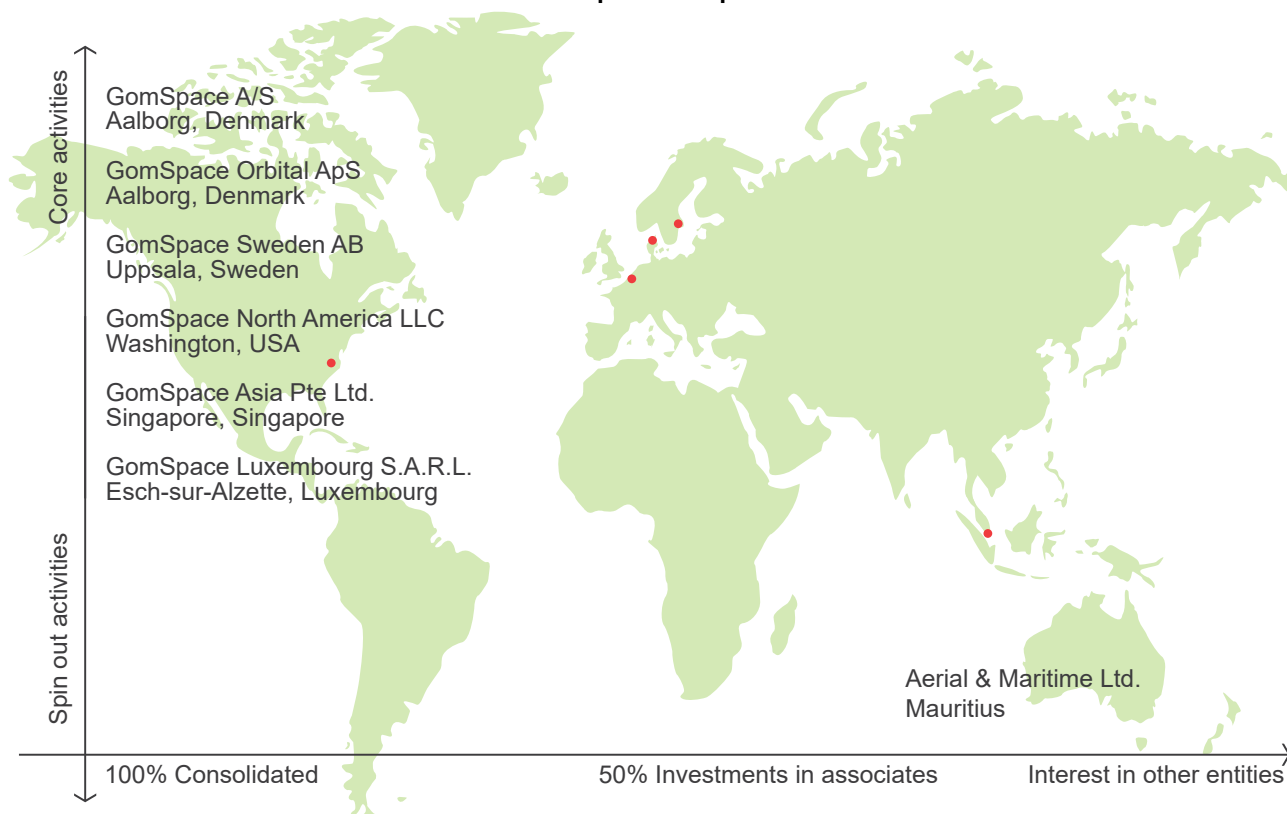 Core activities
GomSpace A/S
Aalborg, Denmark
GomSpace Orbital ApS
Aalborg, Denmark
GomSpace Sweden AB
Uppsala, Sweden
GomSpace North America LLC
Washington, USA
GomSpace Asia Pte Ltd.
Singapore, Singapore
GomSpace Luxembourg S.A.R.L.
Esch-sur-Alzette, Luxembourg
Spin out activities
Aerial & Maritime Ltd.
Mauritius
100% Consolidated
50% Investments in associates
Interest in other entities